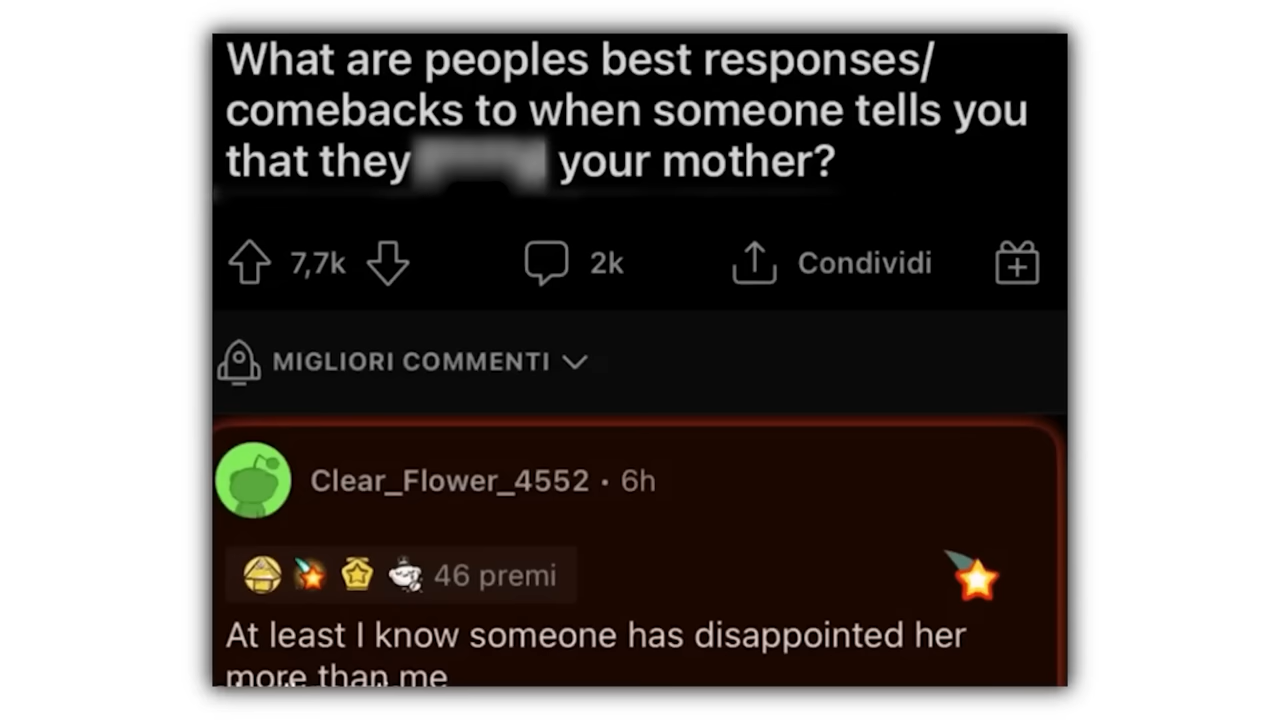 What are peoples best responses/
comebacks to when someone tells you
that they your mother?
7,7k 2k Condividi
MIGLIORI COMMENTI
Clear_Flower_4552 • 6h
46 premi
At least I know someone has disappointed her
more than me